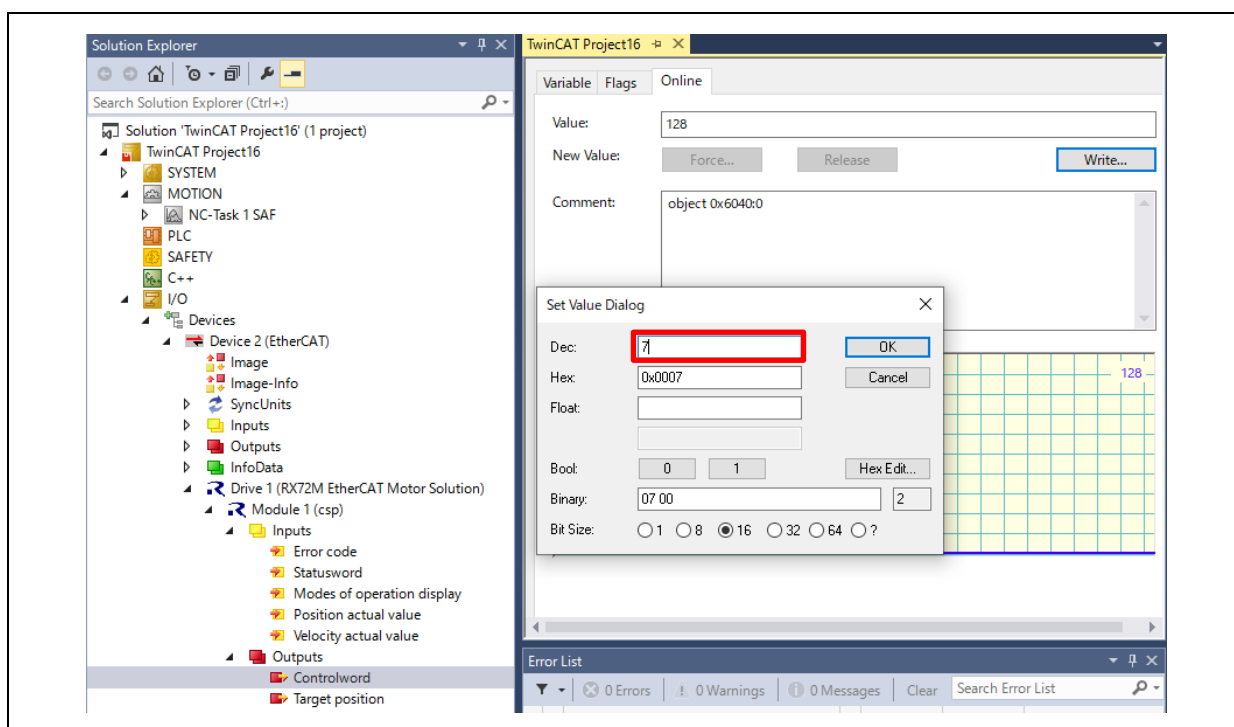 Solution Explorer
Search Solution Explorer (Ctrl+:)
Solution 'TwinCAT Project16' (1 project)
TwinCAT Project16
SYSTEM
MOTION
NC-Task 1 SAF
PLC
SAFETY
C++
I/O
Devices
Device 2 (EtherCAT)
Image
Image-Info
SyncUnits
Inputs
Outputs
InfoData
Drive 1 (RX72M EtherCAT Motor Solution)
Module 1 (csp)
Inputs
Error code
Statusword
Modes of operation display
Position actual value
Velocity actual value
Outputs
Controlword
Target position
TwinCAT Project16
Variable Flags Online
Value: 128
New Value: Force... Release Write...
Comment: object 0x6040:0
128
Set Value Dialog
Dec: 7 OK
Hex: 0x0007 Cancel
Float:
Bool: 0 1 Hex Edit...
Binary: 07 00 2
Bit Size: 1 8 16 32 64 ?
Error List
0 Errors 0 Warnings 0 Messages Clear Search Error List